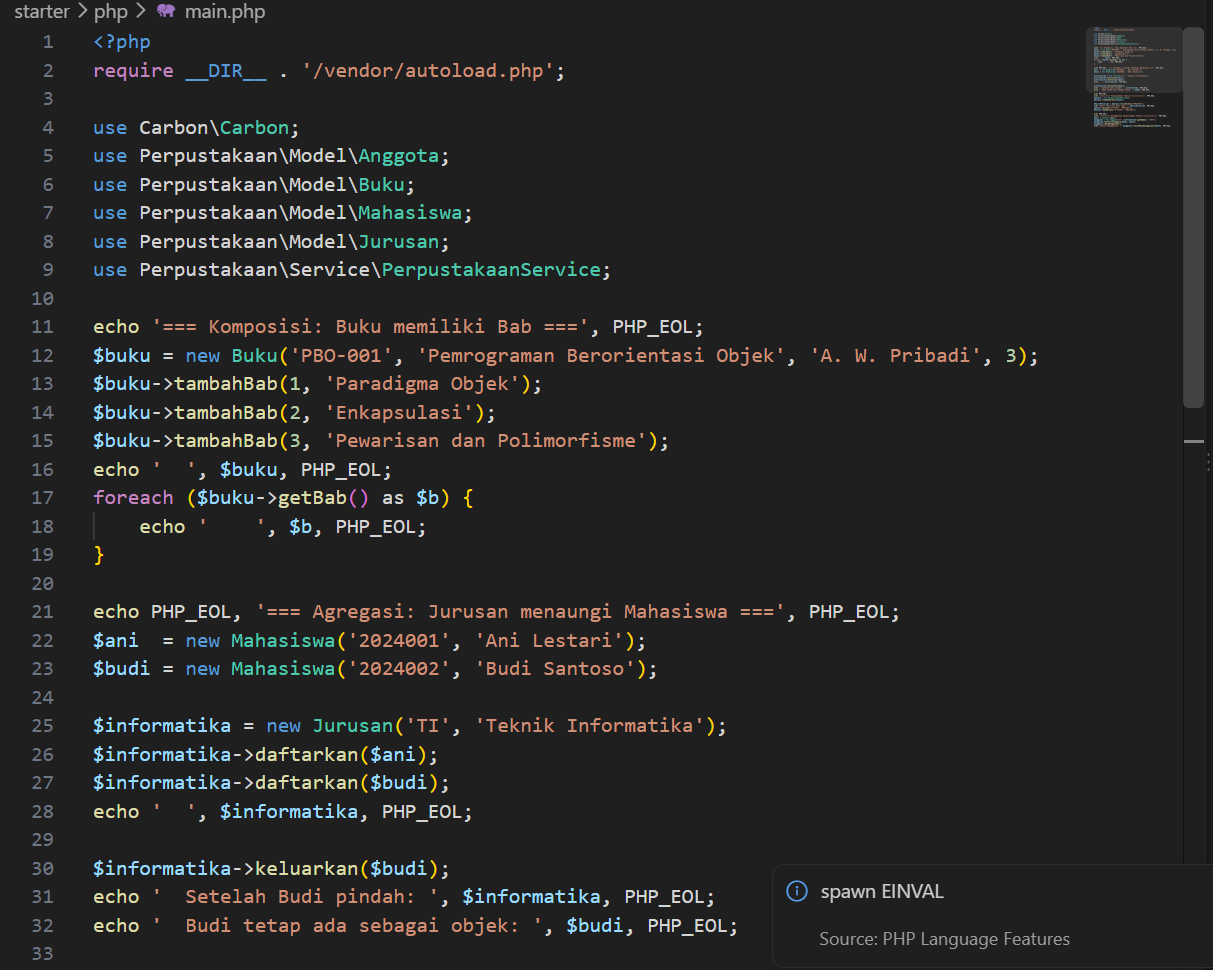 starter > php > main.php
1 <?php
2 require __DIR__ . '/vendor/autoload.php';
3
4 use Carbon\Carbon;
5 use Perpustakaan\Model\Anggota;
6 use Perpustakaan\Model\Buku;
7 use Perpustakaan\Model\Mahasiswa;
8 use Perpustakaan\Model\Jurusan;
9 use Perpustakaan\Service\PerpustakaanService;
10
11 echo '=== Komposisi: Buku memiliki Bab ===', PHP_EOL;
12 $buku = new Buku('PBO-001', 'Pemrograman Berorientasi Objek', 'A. W. Pribadi', 3);
13 $buku->tambahBab(1, 'Paradigma Objek');
14 $buku->tambahBab(2, 'Enkapsulasi');
15 $buku->tambahBab(3, 'Pewarisan dan Polimorfisme');
16 echo '  ', $buku, PHP_EOL;
17 foreach ($buku->getBab() as $b) {
18     echo '    ', $b, PHP_EOL;
19 }
20
21 echo PHP_EOL, '=== Agregasi: Jurusan menaungi Mahasiswa ===', PHP_EOL;
22 $ani  = new Mahasiswa('2024001', 'Ani Lestari');
23 $budi = new Mahasiswa('2024002', 'Budi Santoso');
24
25 $informatika = new Jurusan('TI', 'Teknik Informatika');
26 $informatika->daftarkan($ani);
27 $informatika->daftarkan($budi);
28 echo '  ', $informatika, PHP_EOL;
29
30 $informatika->keluarkan($budi);
31 echo '  Setelah Budi pindah: ', $informatika, PHP_EOL;
32 echo '  Budi tetap ada sebagai objek: ', $budi, PHP_EOL;
33
spawn EINVAL
Source: PHP Language Features